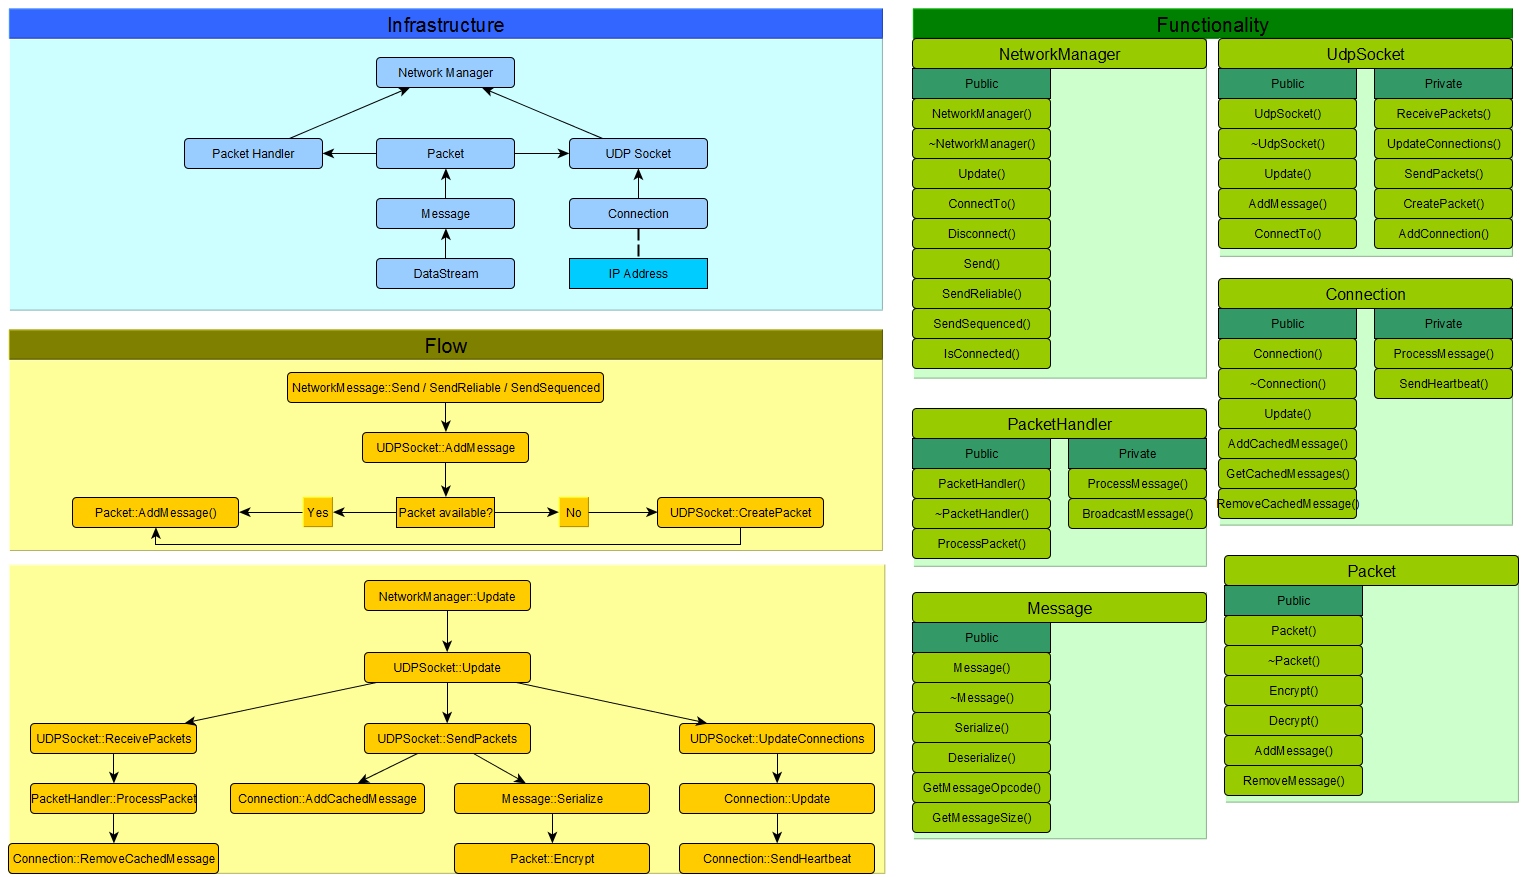 Infrastructure
Network Manager
Packet Handler
Packet
UDP Socket
Message
Connection
DataStream
IP Address
Flow
NetworkMessage::Send / SendReliable / SendSequenced
UDPSocket::AddMessage
Packet::AddMessage()
Yes
Packet available?
No
UDPSocket::CreatePacket
NetworkManager::Update
UDPSocket::Update
UDPSocket::ReceivePackets
UDPSocket::SendPackets
UDPSocket::UpdateConnections
PacketHandler::ProcessPacket
Connection::AddCachedMessage
Message::Serialize
Connection::Update
Connection::RemoveCachedMessage
Packet::Encrypt
Connection::SendHeartbeat
Functionality
NetworkManager
Public
NetworkManager()
~NetworkManager()
Update()
ConnectTo()
Disconnect()
Send()
SendReliable()
SendSequenced()
IsConnected()
PacketHandler
Public
PacketHandler()
~PacketHandler()
ProcessPacket()
Private
ProcessMessage()
BroadcastMessage()
Message
Public
Message()
~Message()
Serialize()
Deserialize()
GetMessageOpcode()
GetMessageSize()
UdpSocket
Public
UdpSocket()
~UdpSocket()
Update()
AddMessage()
ConnectTo()
Private
ReceivePackets()
UpdateConnections()
SendPackets()
CreatePacket()
AddConnection()
Connection
Public
Connection()
~Connection()
Update()
AddCachedMessage()
GetCachedMessages()
RemoveCachedMessage()
Private
ProcessMessage()
SendHeartbeat()
Packet
Public
Packet()
~Packet()
Encrypt()
Decrypt()
AddMessage()
RemoveMessage()